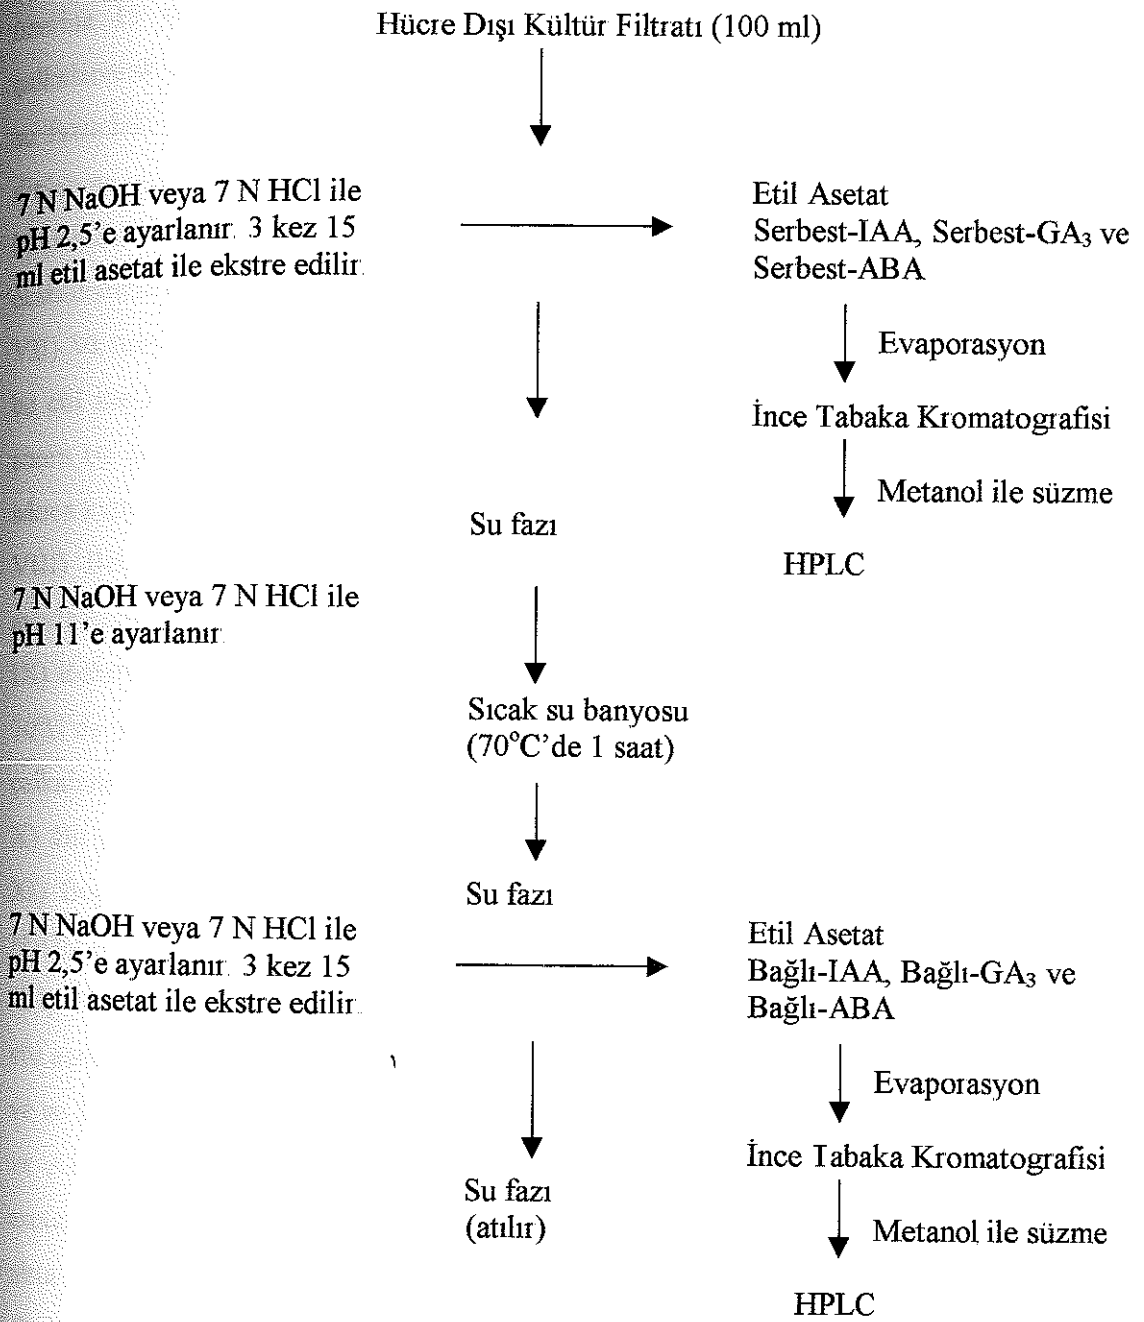 Hücre Dışı Kültür Filtratı (100 ml)
7 N NaOH veya 7 N HCl ile
pH 2,5'e ayarlanır. 3 kez 15
ml etil asetat ile ekstre edilir.
Etil Asetat
Serbest-IAA, Serbest-GA₃ ve
Serbest-ABA
Evaporasyon
İnce Tabaka Kromatografisi
Metanol ile süzme
HPLC
Su fazı
7 N NaOH veya 7 N HCl ile
pH 11'e ayarlanır.
Sıcak su banyosu
(70°C'de 1 saat)
Su fazı
7 N NaOH veya 7 N HCl ile
pH 2,5'e ayarlanır. 3 kez 15
ml etil asetat ile ekstre edilir.
Etil Asetat
Bağlı-IAA, Bağlı-GA₃ ve
Bağlı-ABA
Evaporasyon
İnce Tabaka Kromatografisi
Metanol ile süzme
HPLC
Su fazı
(atılır)